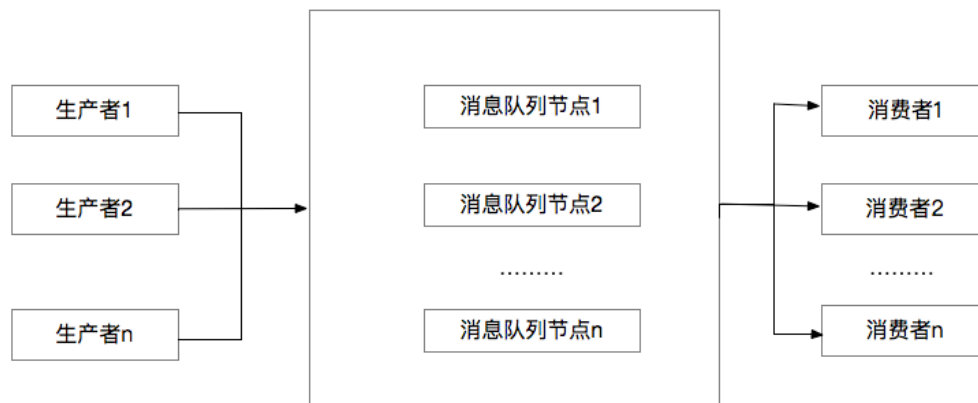 生产者1
消息队列节点1
消费者1
生产者2
消息队列节点2
消费者2
.........
.........
生产者n
消息队列节点n
消费者n